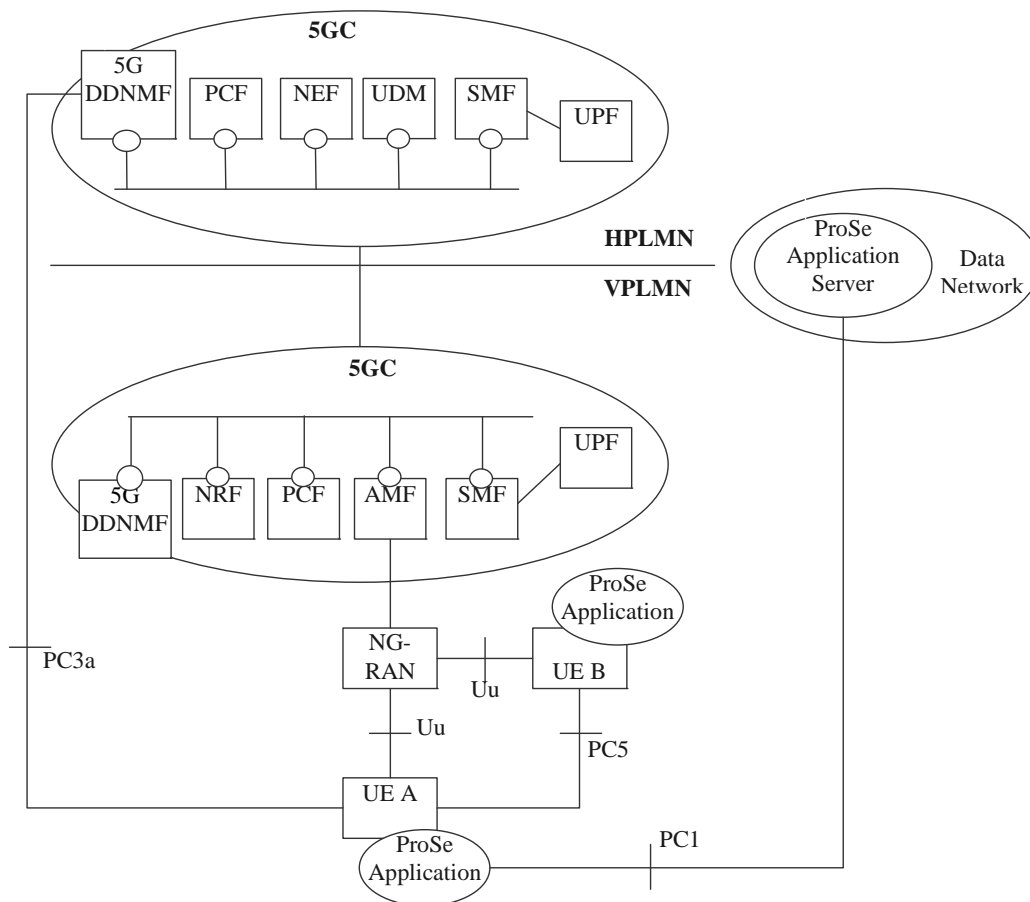 5GC
5G
DDNMF
PCF
NEF
UDM
SMF
UPF
HPLMN
VPLMN
ProSe
Application
Server
Data
Network
5GC
UPF
5G
DDNMF
NRF
PCF
AMF
SMF
ProSe
Application
NG-
RAN
UE B
Uu
PC3a
Uu
PC5
UE A
ProSe
Application
PC1